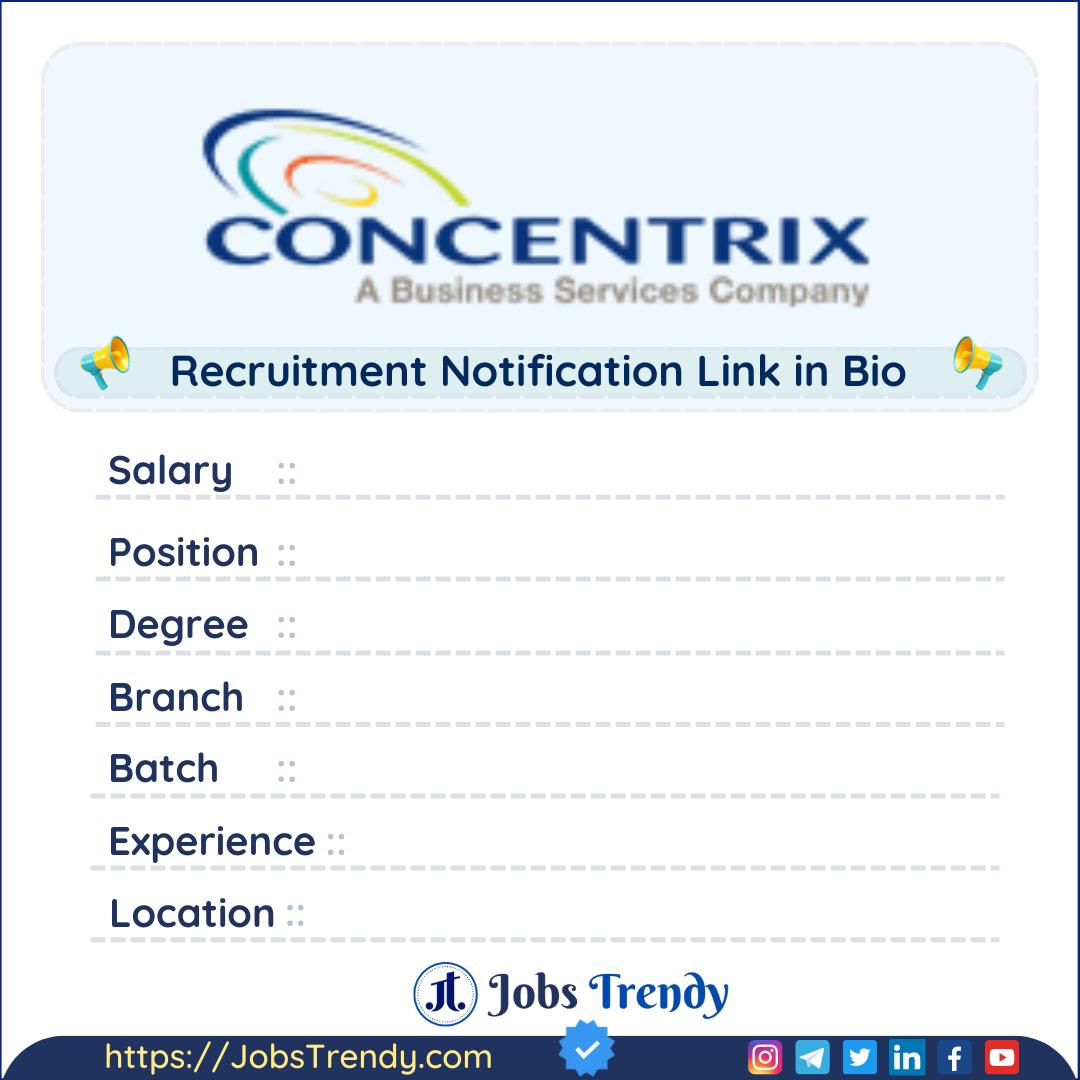 CONCENTRIX
A Business Services Company
Recruitment Notification Link in Bio
Salary ::
Position ::
Degree ::
Branch ::
Batch ::
Experience ::
Location ::
Jobs Trendy
https://JobsTrendy.com